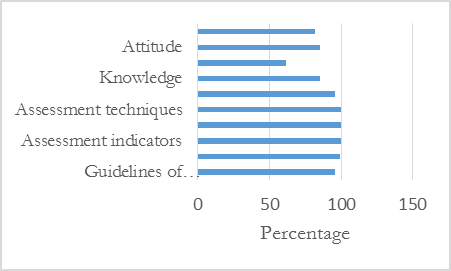 Attitude
Knowledge
Assessment techniques
Assessment indicators
Guidelines of…
0 50 100 150
Percentage